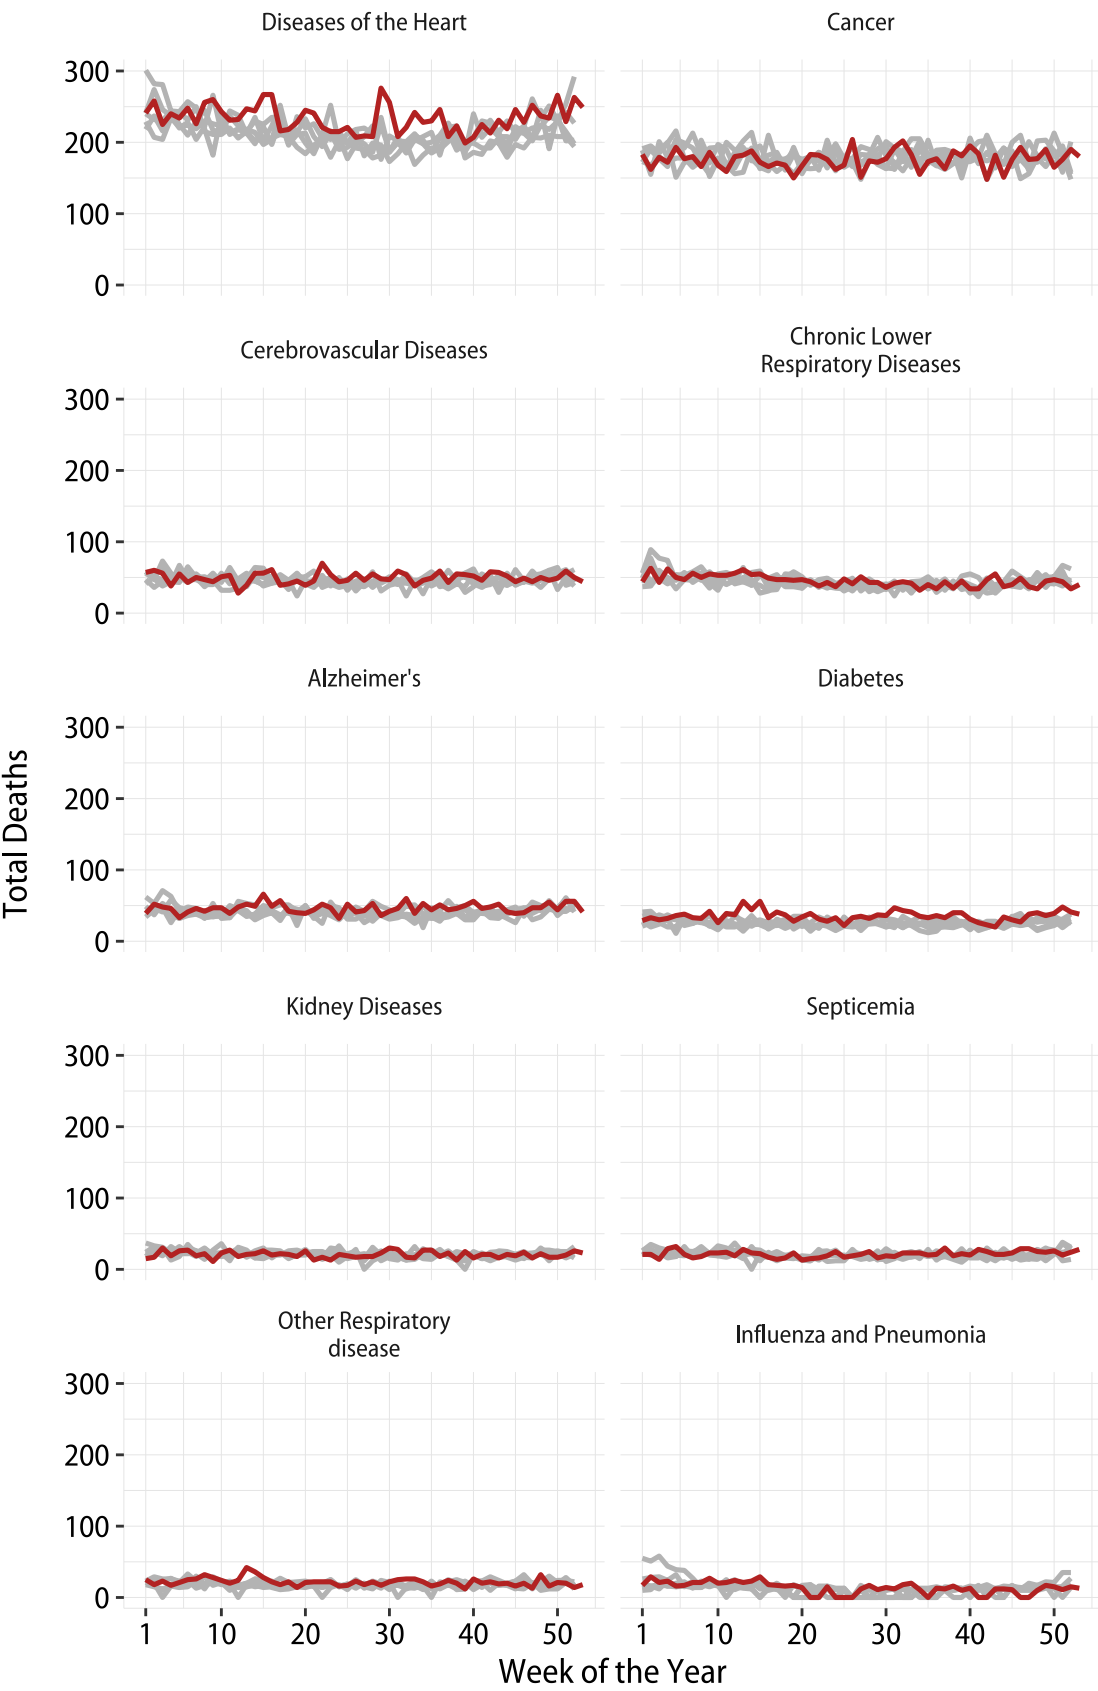 Diseases of the Heart
Cancer
300
200
100
0
Cerebrovascular Diseases
Chronic Lower
Respiratory Diseases
300
200
100
0
Alzheimer's
Diabetes
300
200
100
0
Total Deaths
Kidney Diseases
Septicemia
300
200
100
0
Other Respiratory
disease
Influenza and Pneumonia
300
200
100
0
1 10 20 30 40 50
1 10 20 30 40 50
Week of the Year